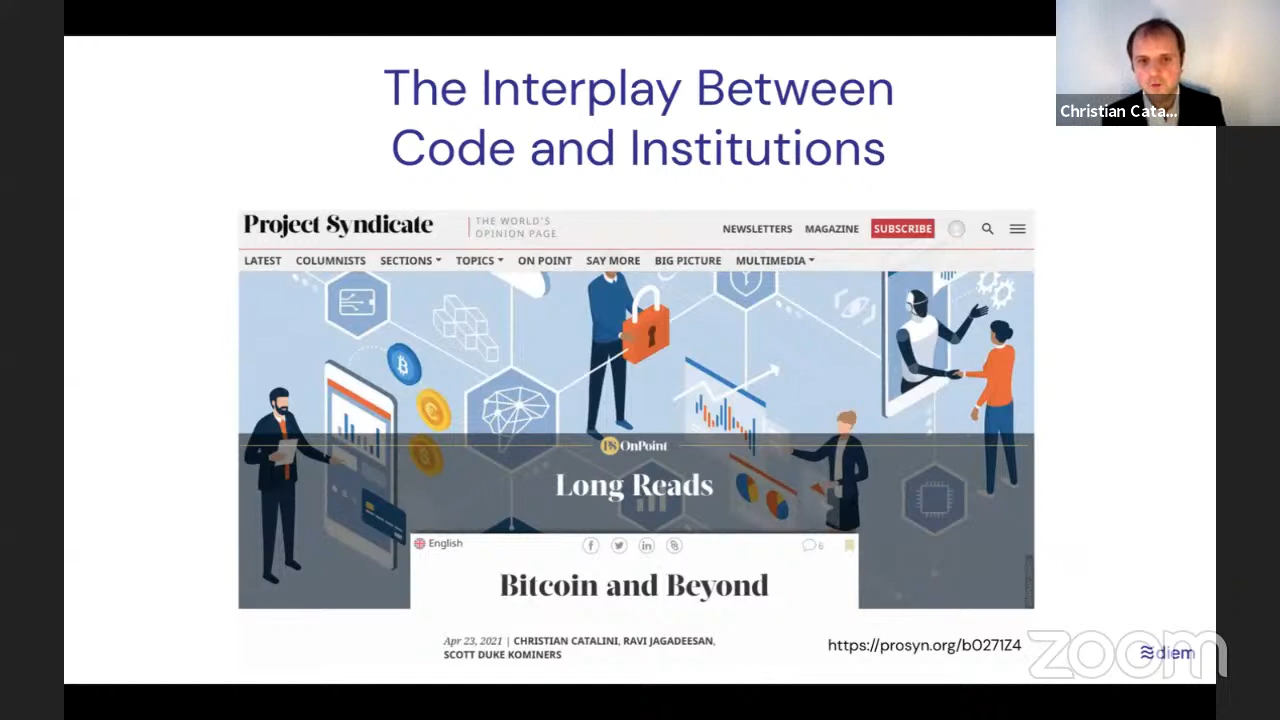 The Interplay Between
Code and Institutions
Christian Cata...
Project Syndicate
THE WORLD'S
OPINION PAGE
NEWSLETTERS MAGAZINE SUBSCRIBE
LATEST COLUMNISTS SECTIONS TOPICS ON POINT SAY MORE BIG PICTURE MULTIMEDIA
PS OnPoint
Long Reads
English
6
Bitcoin and Beyond
Apr 23, 2021 | CHRISTIAN CATALINI, RAVI JAGADEESAN,
SCOTT DUKE KOMINERS
https://prosyn.org/b0271Z4
diem
zoom